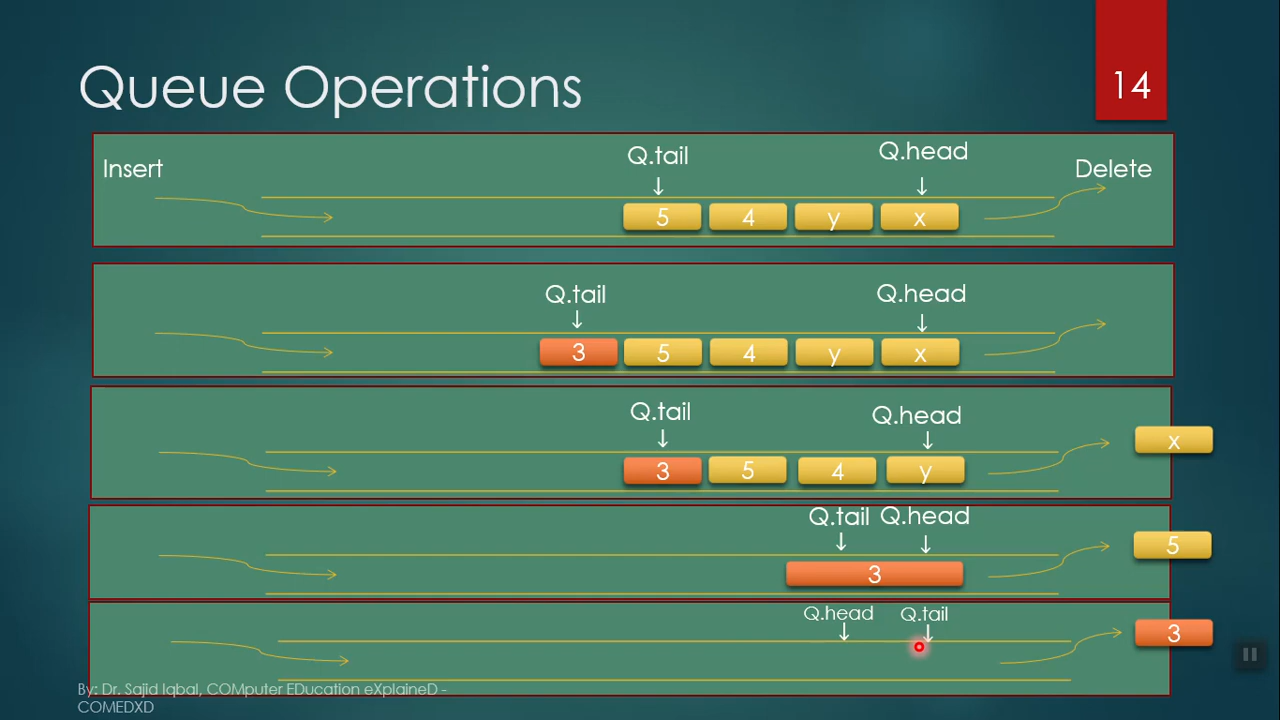 Queue Operations
14
Insert
Q.tail
Q.head
Delete
5 4 y x
Q.tail
Q.head
3 5 4 y x
Q.tail
Q.head
x
3 5 4 y
Q.tail Q.head
5
3
Q.head Q.tail
3
By: Dr. Sajid Iqbal, COMputer EDucation eXplaineD -
COMEDXD